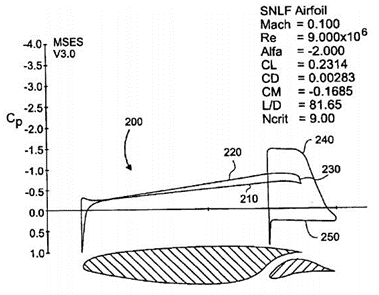 SNLF Airfoil
Mach = 0.100
Re = 9.000x10⁶
Alfa = -2.000
CL = 0.2314
CD = 0.00283
CM = -0.1685
L/D = 81.65
Ncrit = 9.00
MSES
V3.0
-4.0
-3.5
-3.0
-2.5
-2.0
-1.5
-1.0
-0.5
0.0
0.5
1.0
Cp
200
220
210
240
230
250